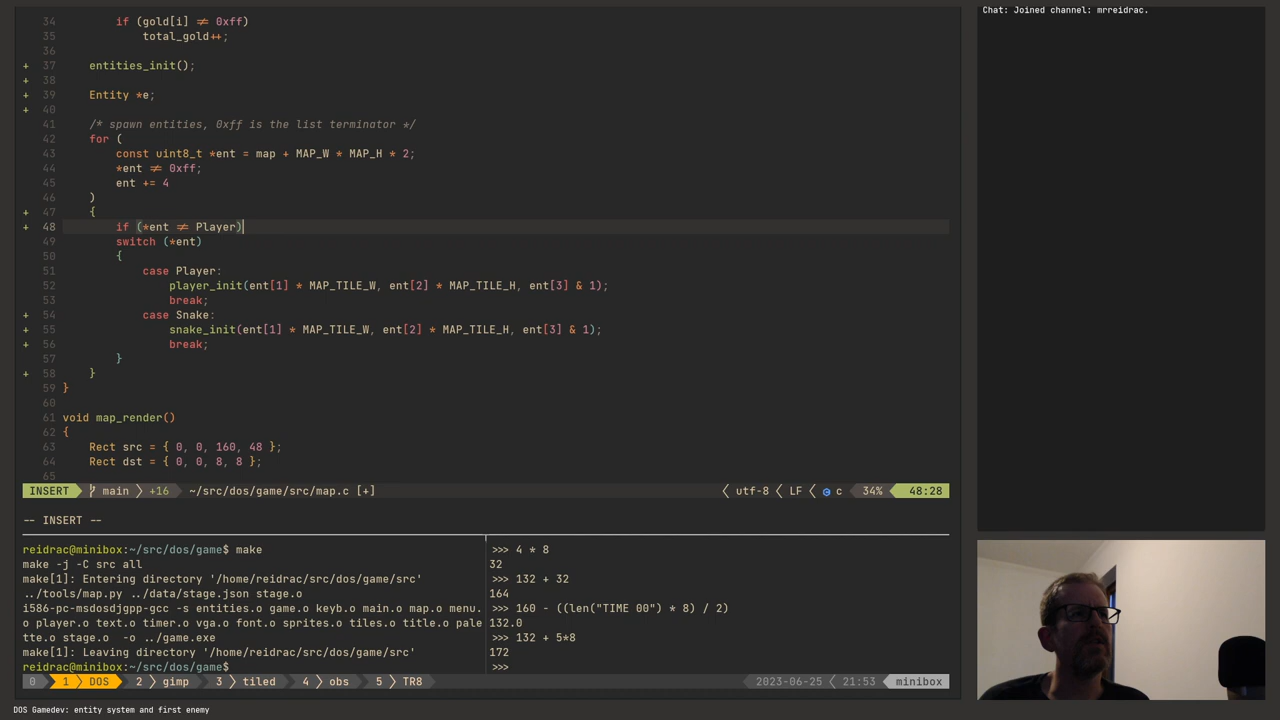 Chat: Joined channel: mrreidrac.
34 if (gold[i] ≠ 0xff)
35 total_gold++;
36
+ 37 entities_init();
+ 38
+ 39 Entity *e;
+ 40
41 /* spawn entities, 0xff is the list terminator */
42 for (
43 const uint8_t *ent = map + MAP_W * MAP_H * 2;
44 *ent ≠ 0xff;
45 ent += 4
46 )
+ 47 {
+ 48 if (*ent ≠ Player)
49 switch (*ent)
50 {
51 case Player:
52 player_init(ent[1] * MAP_TILE_W, ent[2] * MAP_TILE_H, ent[3] & 1);
53 break;
+ 54 case Snake:
+ 55 snake_init(ent[1] * MAP_TILE_W, ent[2] * MAP_TILE_H, ent[3] & 1);
+ 56 break;
57 }
+ 58 }
59 }
60
61 void map_render()
62 {
63 Rect src = { 0, 0, 160, 48 };
64 Rect dst = { 0, 0, 8, 8 };
65
INSERT main +16 ~/src/dos/game/src/map.c [+] utf-8 LF c 34% 48:28
-- INSERT --
reidrac@minibox:~/src/dos/game$ make
make -j -C src all
make[1]: Entering directory '/home/reidrac/src/dos/game/src'
../tools/map.py ../data/stage.json stage.o
i586-pc-msdosdjgpp-gcc -s entities.o game.o keyb.o main.o map.o menu.
o player.o text.o timer.o vga.o font.o sprites.o tiles.o title.o pale
tte.o stage.o -o ../game.exe
make[1]: Leaving directory '/home/reidrac/src/dos/game/src'
reidrac@minibox:~/src/dos/game$
>>> 4 * 8
32
>>> 132 + 32
164
>>> 160 - ((len("TIME 00") * 8) / 2)
132.0
>>> 132 + 5*8
172
>>>
0 1 DOS 2 gimp 3 tiled 4 obs 5 TR8 2023-06-25 21:53 minibox
DOS Gamedev: entity system and first enemy